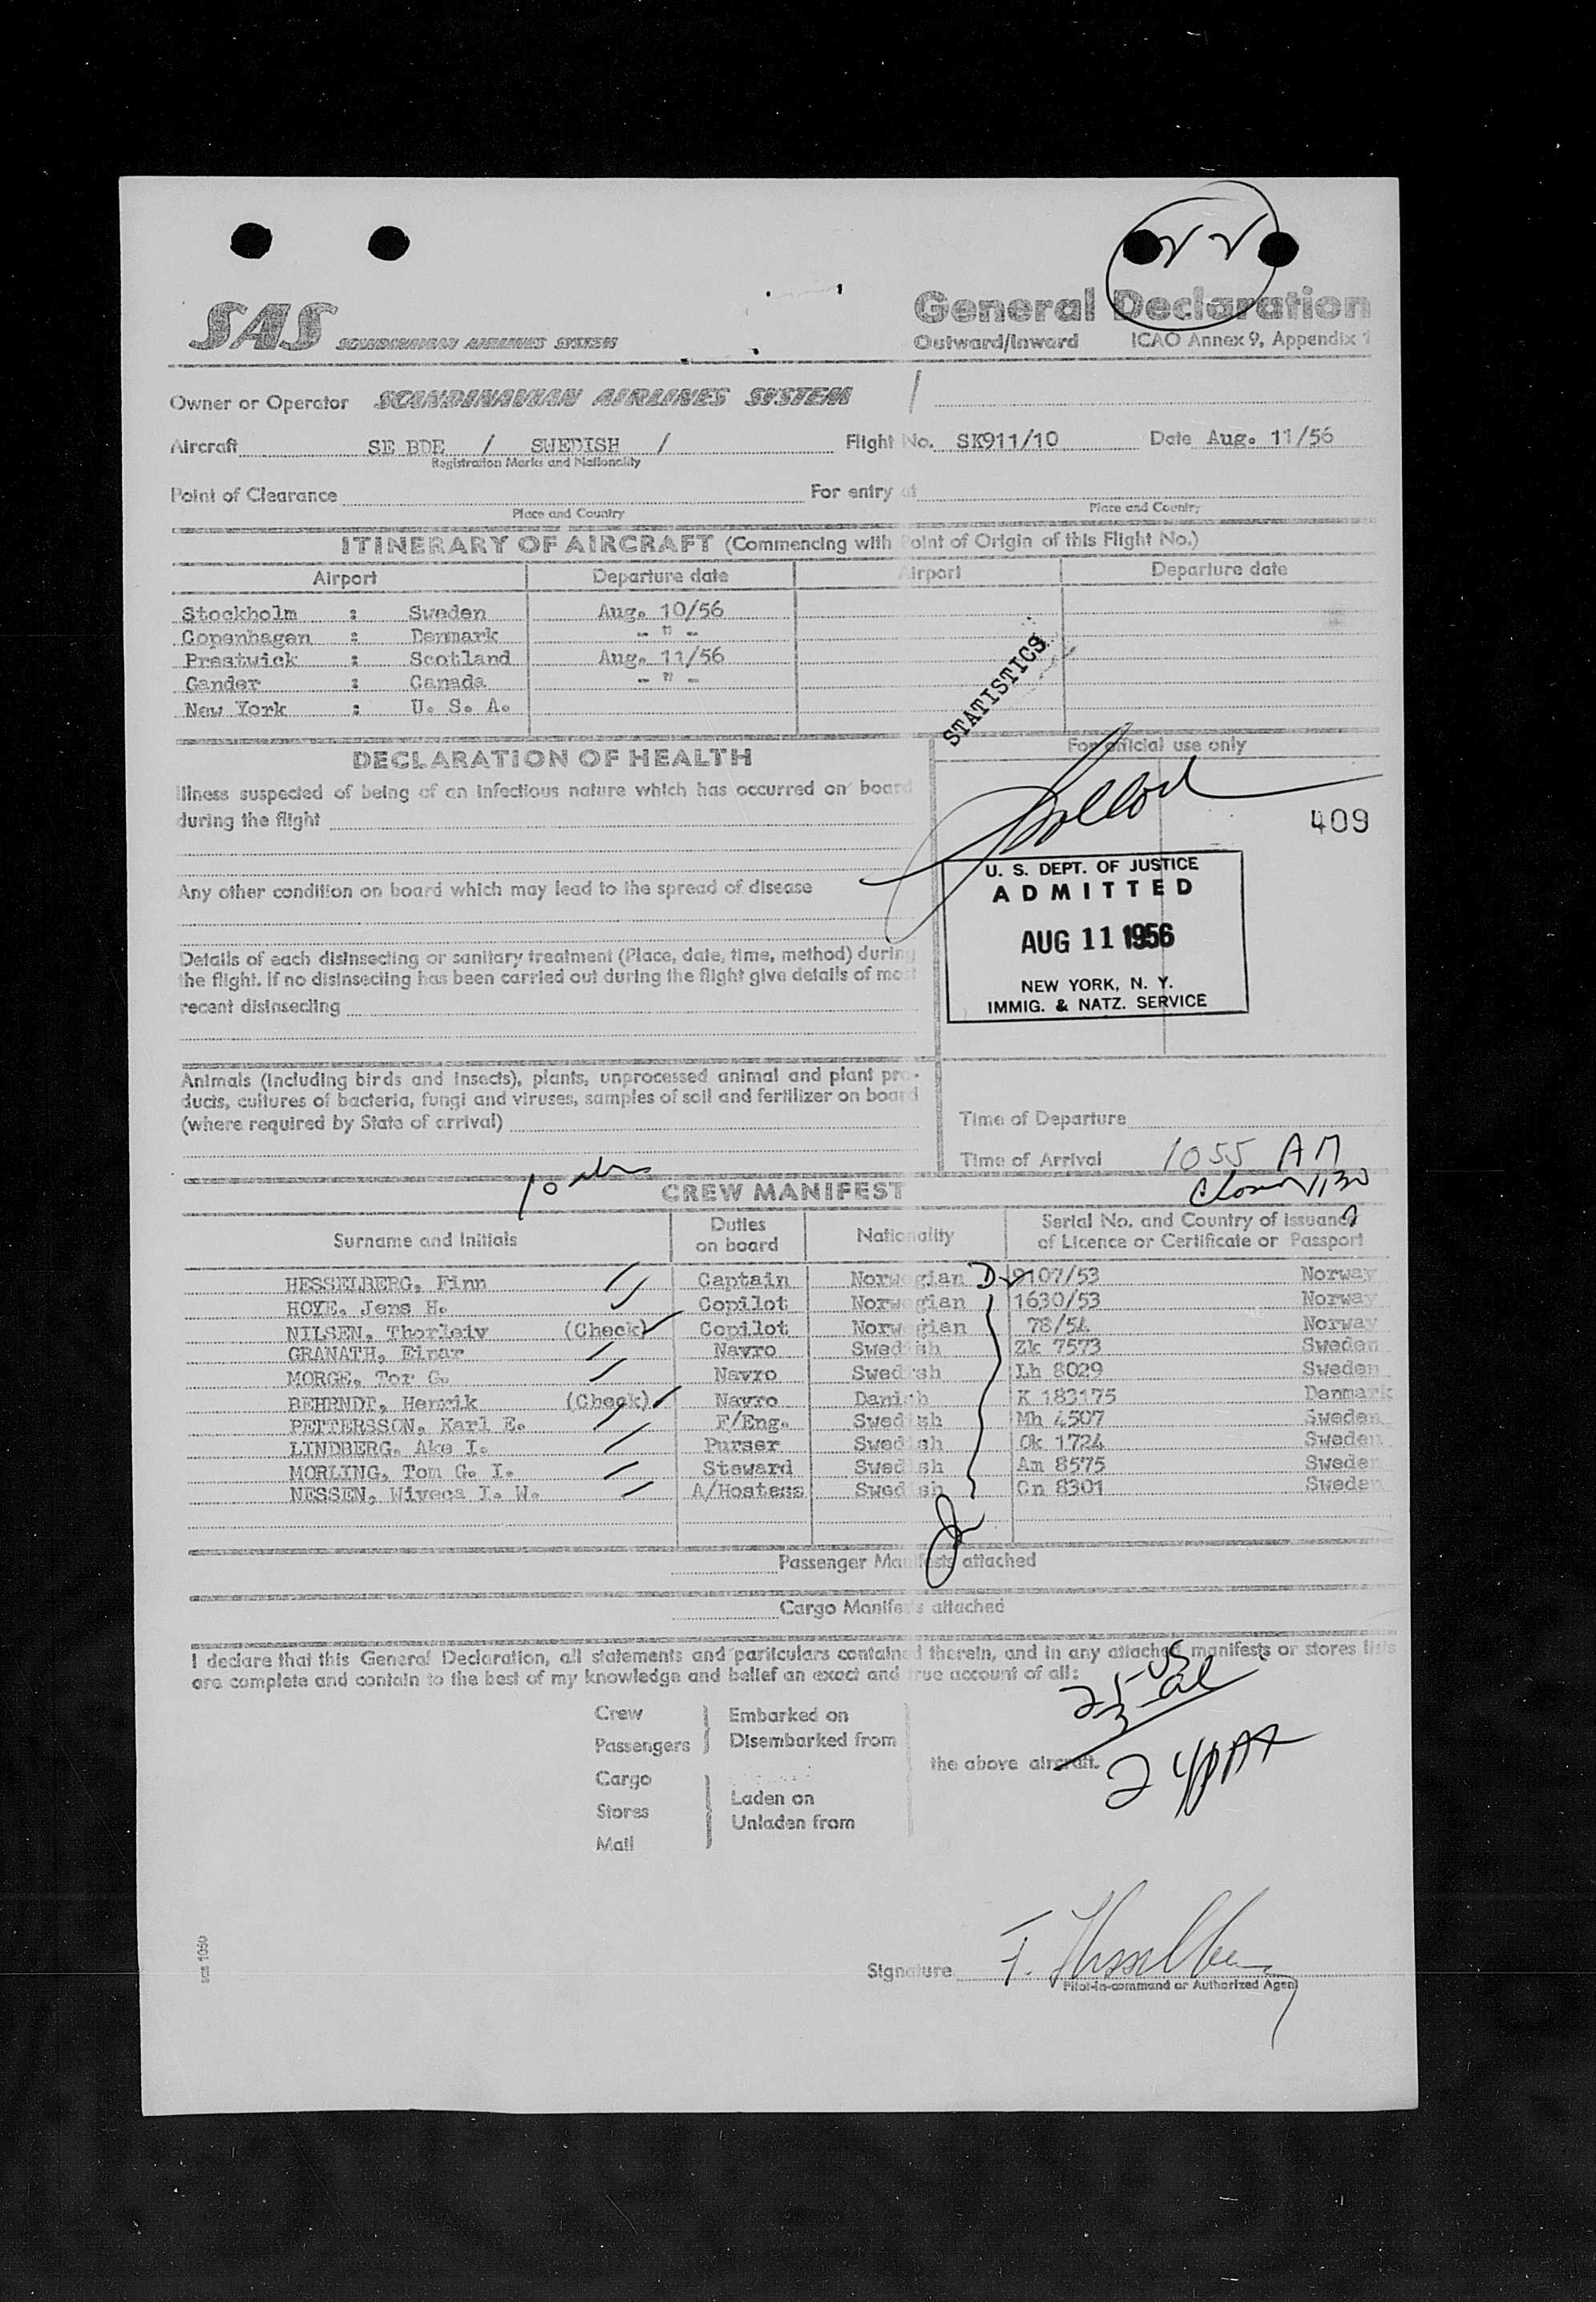 SAS SCANDINAVIAN AIRLINES SYSTEM
General Declaration
Outward/Inward ICAO Annex 9, Appendix 1
Owner or Operator SCANDINAVIAN AIRLINES SYSTEM
Aircraft SE BDE / SWEDISH / Flight No. SK911/10 Date Aug. 11/56
Registration Marks and Nationality
Point of Clearance For entry at
Place and Country Place and Country
ITINERARY OF AIRCRAFT (Commencing with Point of Origin of this Flight No.)
Airport Departure date Airport Departure date
Stockholm : Sweden Aug. 10/56
Copenhagen : Denmark - " -
Prestwick : Scotland Aug. 11/56
Gander : Canada - " -
New York : U. S. A.
STATISTICS
DECLARATION OF HEALTH
Illness suspected of being of an infectious nature which has occurred on board
during the flight
Any other condition on board which may lead to the spread of disease
Details of each disinsecting or sanitary treatment (Place, date, time, method) during
the flight. If no disinsecting has been carried out during the flight give details of most
recent disinsecting
Animals (including birds and insects), plants, unprocessed animal and plant pro-
ducts, cultures of bacteria, fungi and viruses, samples of soil and fertilizer on board
(where required by State of arrival)
For official use only
409
U. S. DEPT. OF JUSTICE
ADMITTED
AUG 11 1956
NEW YORK, N. Y.
IMMIG. & NATZ. SERVICE
Time of Departure
Time of Arrival 1055 AM
1130
10
CREW MANIFEST
Surname and Initials Duties on board Nationality Serial No. and Country of issuance of Licence or Certificate or Passport
HESSELBERG, Finn Captain Norwegian D 9107/53 Norway
HOYE, Jens H. Copilot Norwegian 1630/53 Norway
NILSEN, Thorleiv (Check) Copilot Norwegian 78/54 Norway
GRANATH, Einar Navro Swedish Zk 7573 Sweden
MORGE, Tor G. Navro Swedish Lh 8029 Sweden
BEHRNDT, Henrik (Check) Navro Danish K 183175 Denmark
PETTERSSON, Karl E. F/Eng. Swedish Mh 4507 Sweden
LINDBERG, Ake I. Purser Swedish Ok 1724 Sweden
MORLING, Tom G. I. Steward Swedish Am 8575 Sweden
NESSEN, Wiveca I. W. A/Hostess Swedish Cn 8301 Sweden
Passenger Manifests attached
Cargo Manifests attached
I declare that this General Declaration, all statements and particulars contained therein, and in any attached manifests or stores lists
are complete and contain to the best of my knowledge and belief an exact and true account of all:
Crew
Passengers
Embarked on
Disembarked from
Cargo
Stores
Mail
Laden on
Unladen from
the above aircraft.
US
24
Signature F. Hesselberg
Pilot-in-command or Authorized Agent
sas 1050